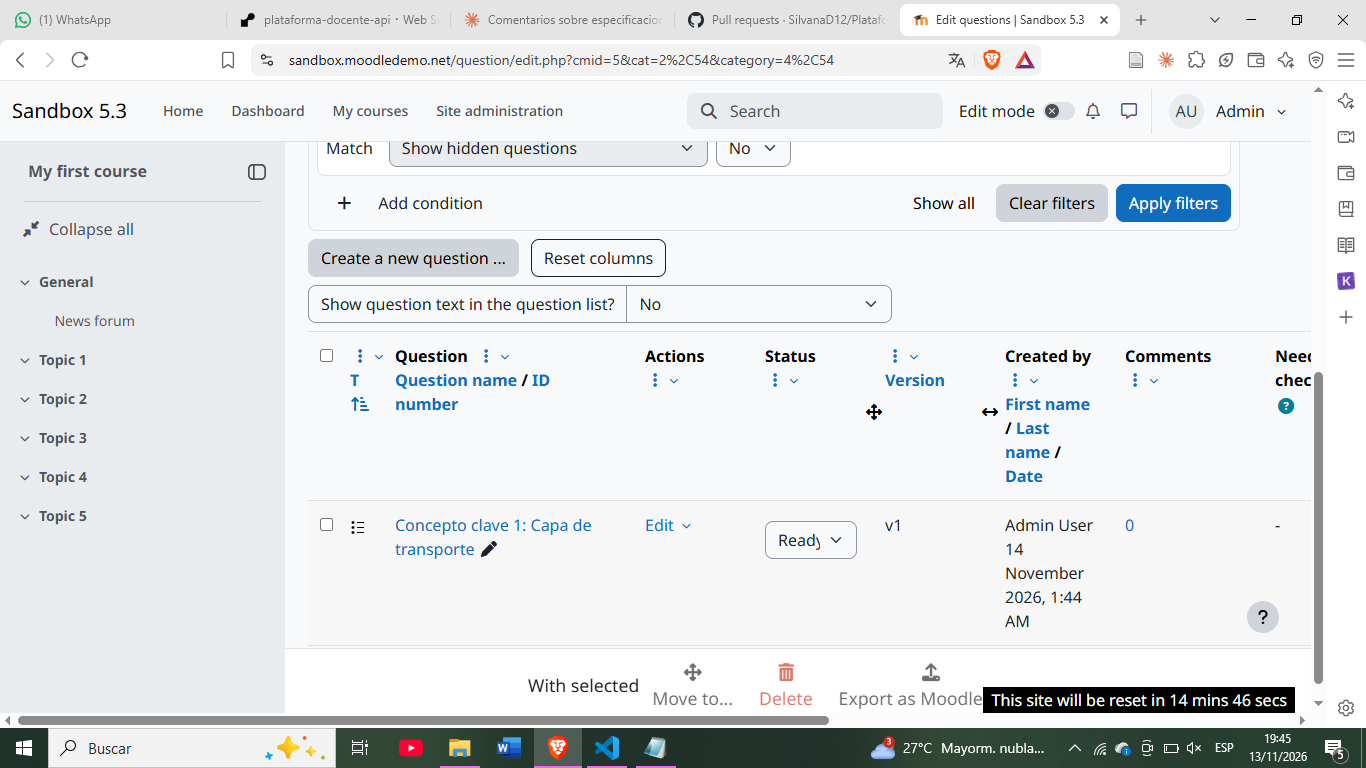 (1) WhatsApp
plataforma-docente-api · Web S
Comentarios sobre especificacion
Pull requests · SilvanaD12/Platafo
Edit questions | Sandbox 5.3
sandbox.moodledemo.net/question/edit.php?cmid=5&cat=2%2C54&category=4%2C54
Sandbox 5.3
Home
Dashboard
My courses
Site administration
Search
Edit mode
AU
Admin
My first course
Collapse all
General
News forum
Topic 1
Topic 2
Topic 3
Topic 4
Topic 5
Match
Show hidden questions
No
Add condition
Show all
Clear filters
Apply filters
Create a new question ...
Reset columns
Show question text in the question list?
No
T
Question
Question name / ID
number
Actions
Status
Version
Created by
First name
/ Last
name /
Date
Comments
Need
chec
?
Concepto clave 1: Capa de
transporte
Edit
Ready
v1
Admin User
14
November
2026, 1:44
AM
0
-
?
With selected
Move to...
Delete
Export as Moodle
This site will be reset in 14 mins 46 secs
Buscar
3
27°C Mayorm. nubla...
ESP
19:45
13/11/2026
5